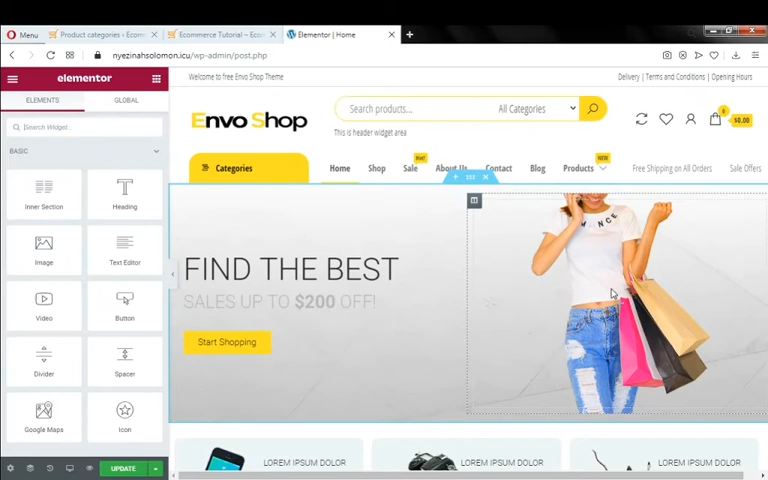 Menu
Product categories ‹ Ecom
Ecommerce Tutorial – Econ
Elementor | Home
nyezinahsolomon.icu/wp-admin/post.php
elementor
ELEMENTS
GLOBAL
Search Widget...
BASIC
Inner Section
Heading
Image
Text Editor
Video
Button
Divider
Spacer
Google Maps
Icon
UPDATE
Welcome to free Envo Shop Theme
Delivery | Terms and Conditions | Opening Hours
Envo Shop
Search products...
All Categories
This is header widget area
0
$0.00
Categories
Home
Shop
Sale
About Us
Contact
Blog
Products
NEW
Free Shipping on All Orders
Sale Offers
FIND THE BEST
SALES UP TO $200 OFF!
Start Shopping
LOREM IPSUM DOLOR
LOREM IPSUM DOLOR
LOREM IPSUM DOLOR